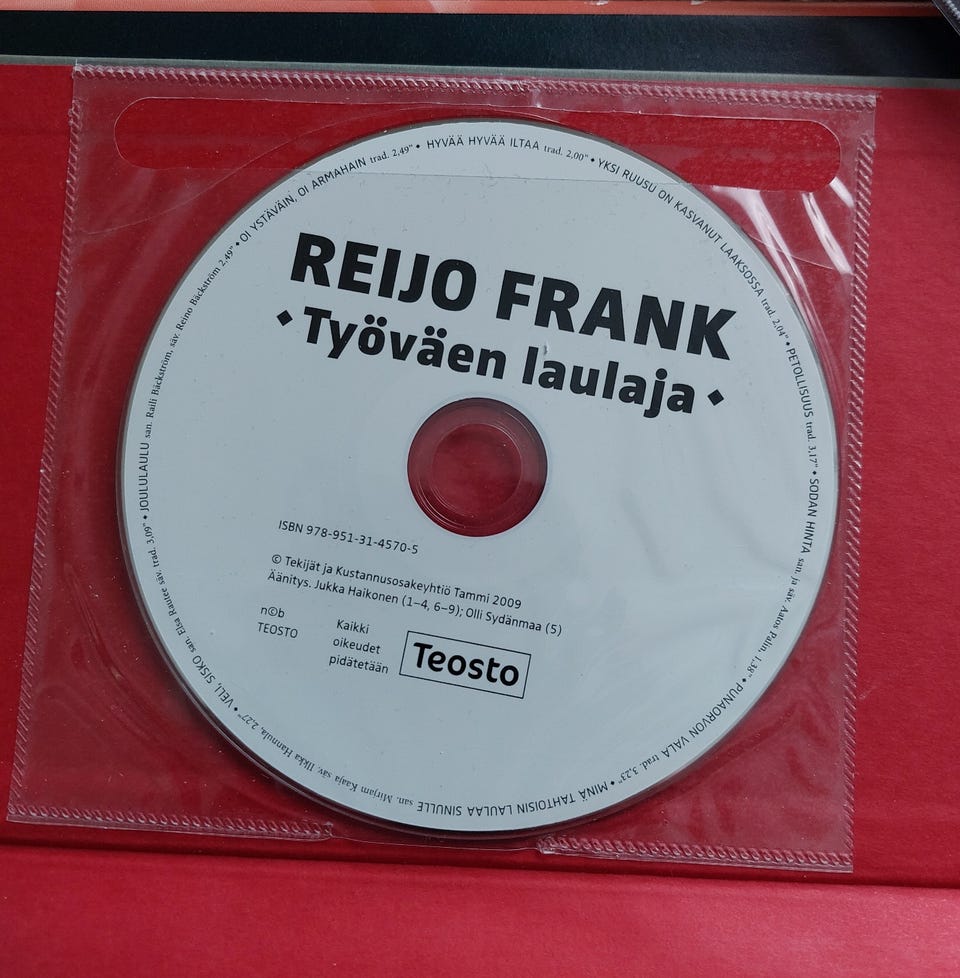 REIJO FRANK
• Työväen laulaja •
ISBN 978-951-31-4570-5
© Tekijät ja Kustannusosakeyhtiö Tammi 2009
Äänitys. Jukka Haikonen (1–4, 6–9); Olli Sydänmaa (5)
n©b
TEOSTO
Kaikki
oikeudet
pidätetään
Teosto
HYVÄÄ HYVÄÄ ILTAA trad. 2,00" • YKSI RUUSU ON KASVANUT LAAKSOSSA trad. 2,04" • PETOLLISUUS trad. 3,17" • SODAN HINTA san. ja säv. Aatos Palin, 1,38" • PUNAORVON VALA trad. 3,23" • MINÄ TAHTOISIN LAULAA SINULLE san. Mirjam Kaaja säv. Ilkka Hannula, 2,27" • VELI, SISKO san. Elsa Rautee säv. trad. 3,09" • JOULULAULU san. Raili Bäckström, säv. Reino Bäckström 2,49" • OI YSTÄVÄIN, OI ARMAHAIN trad. 2,49" •